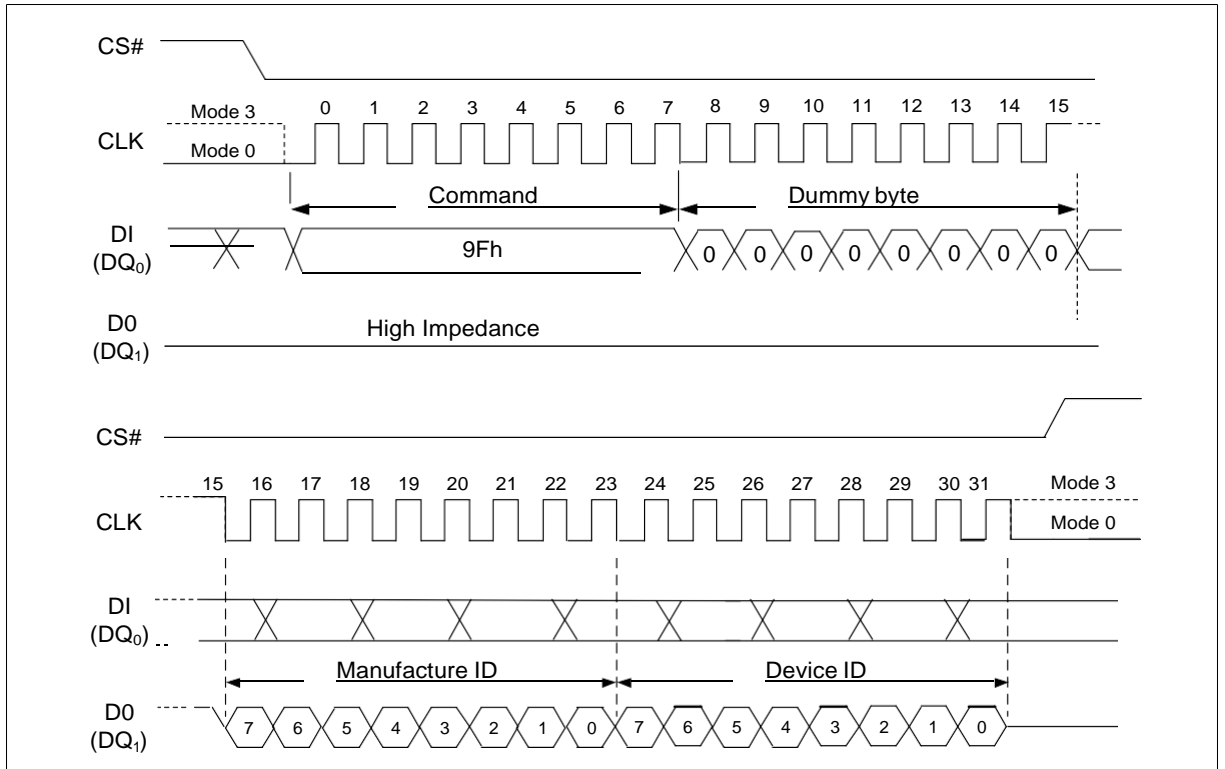 CS#
Mode 3
0 1 2 3 4 5 6 7 8 9 10 11 12 13 14 15
CLK
Mode 0
Command
Dummy byte
DI
(DQ0)
9Fh
0 0 0 0 0 0 0 0
D0
(DQ1)
High Impedance
CS#
15 16 17 18 19 20 21 22 23 24 25 26 27 28 29 30 31
Mode 3
CLK
Mode 0
DI
(DQ0)
Manufacture ID
Device ID
D0
(DQ1)
7 6 5 4 3 2 1 0 7 6 5 4 3 2 1 0